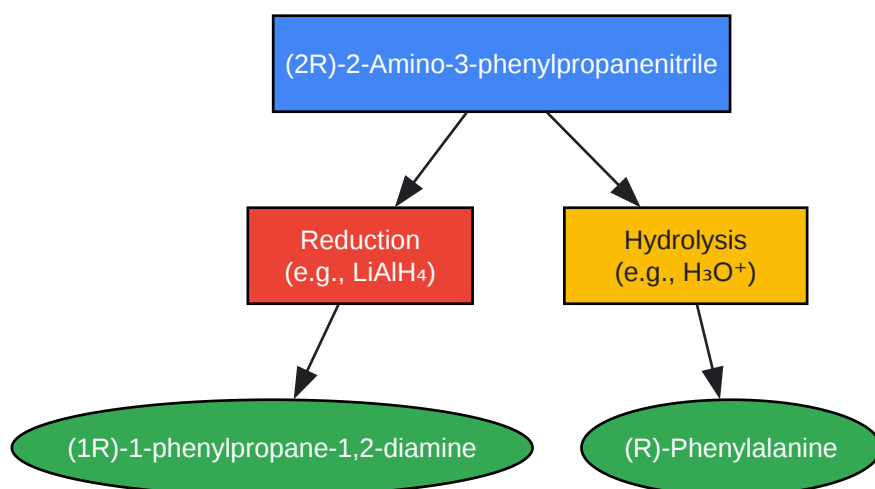 (2R)-2-Amino-3-phenylpropanenitrile
Reduction
(e.g., LiAlH₄)
Hydrolysis
(e.g., H₃O⁺)
(1R)-1-phenylpropane-1,2-diamine
(R)-Phenylalanine